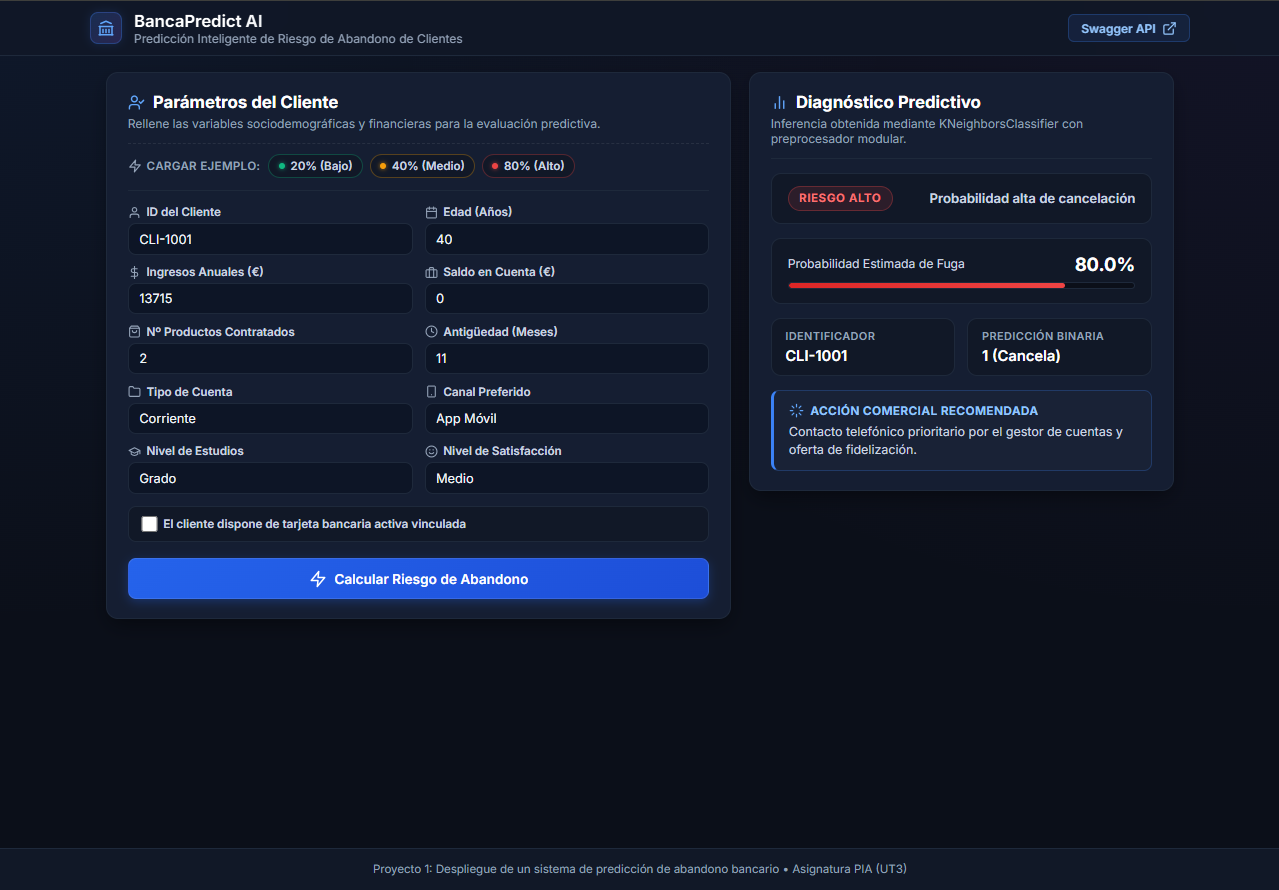 BancaPredict AI
Predicción Inteligente de Riesgo de Abandono de Clientes
Swagger API
Parámetros del Cliente
Rellene las variables sociodemográficas y financieras para la evaluación predictiva.
CARGAR EJEMPLO: 20% (Bajo) 40% (Medio) 80% (Alto)
ID del Cliente
CLI-1001
Edad (Años)
40
Ingresos Anuales (€)
13715
Saldo en Cuenta (€)
0
Nº Productos Contratados
2
Antigüedad (Meses)
11
Tipo de Cuenta
Corriente
Canal Preferido
App Móvil
Nivel de Estudios
Grado
Nivel de Satisfacción
Medio
El cliente dispone de tarjeta bancaria activa vinculada
Calcular Riesgo de Abandono
Diagnóstico Predictivo
Inferencia obtenida mediante KNeighborsClassifier con
preprocesador modular.
RIESGO ALTO
Probabilidad alta de cancelación
Probabilidad Estimada de Fuga
80.0%
IDENTIFICADOR
CLI-1001
PREDICCIÓN BINARIA
1 (Cancela)
ACCIÓN COMERCIAL RECOMENDADA
Contacto telefónico prioritario por el gestor de cuentas y
oferta de fidelización.
Proyecto 1: Despliegue de un sistema de predicción de abandono bancario • Asignatura PIA (UT3)